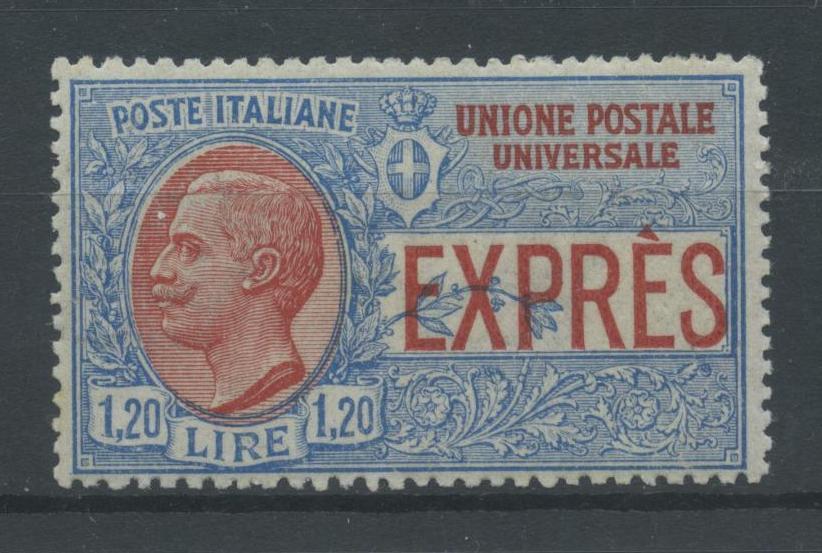 POSTE ITALIANE
UNIONE POSTALE
UNIVERSALE
EXPRÈS
1,20 LIRE 1,20